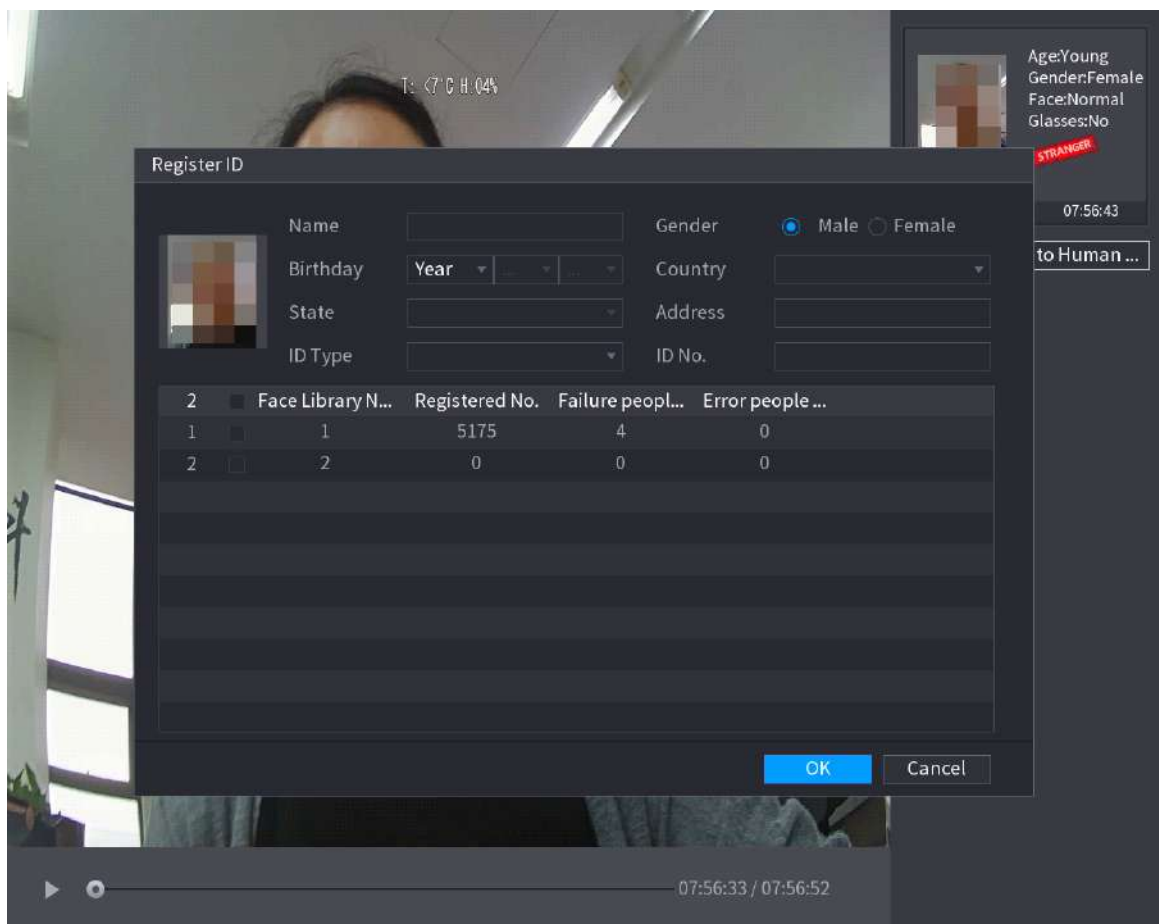 T: <7°C H:04%
Age:Young
Gender:Female
Face:Normal
Glasses:No
STRANGER
07:56:43
to Human ...
Register ID
Name Gender Male Female
Birthday Year ... ... Country
State Address
ID Type ID No.
2 Face Library N... Registered No. Failure peopl... Error people ...
1 1 5175 4 0
2 2 0 0 0
OK Cancel
07:56:33 / 07:56:52